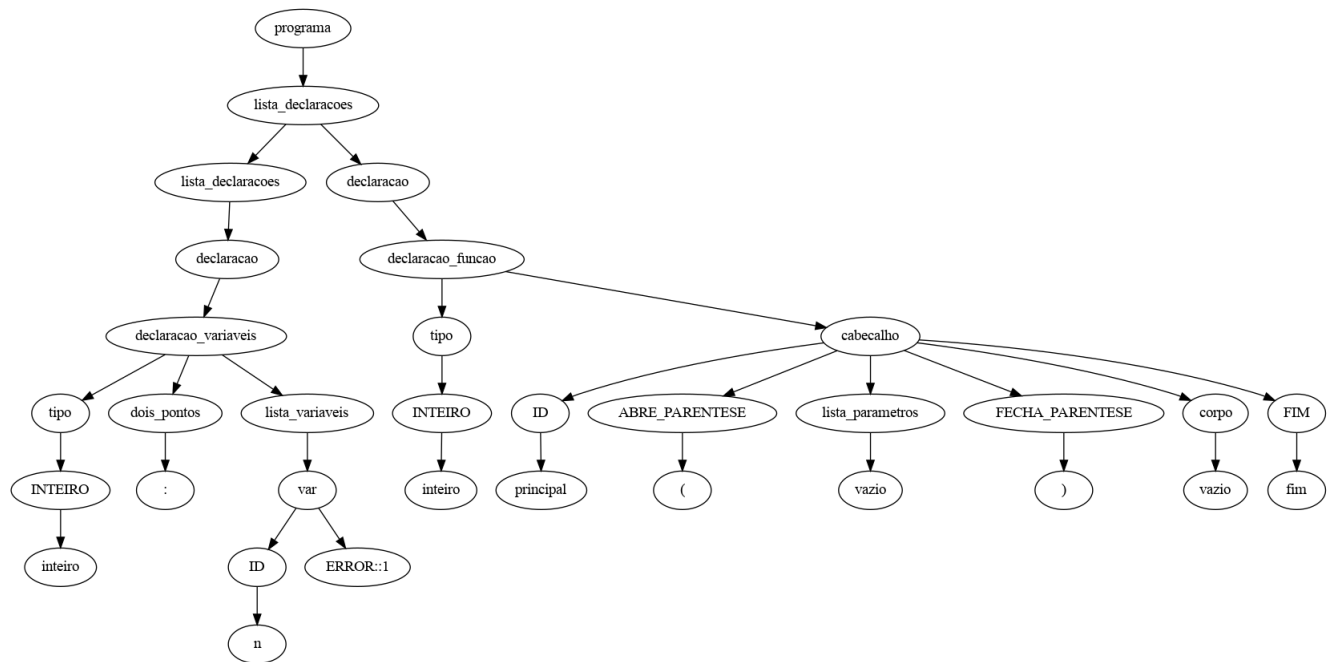 programa
lista_declaracoes
lista_declaracoes declaracao
declaracao declaracao_funcao
declaracao_variaveis tipo cabecalho
tipo dois_pontos lista_variaveis INTEIRO ID ABRE_PARENTESE lista_parametros FECHA_PARENTESE corpo FIM
INTEIRO : var inteiro principal ( vazio ) vazio fim
inteiro ID ERROR::1
n